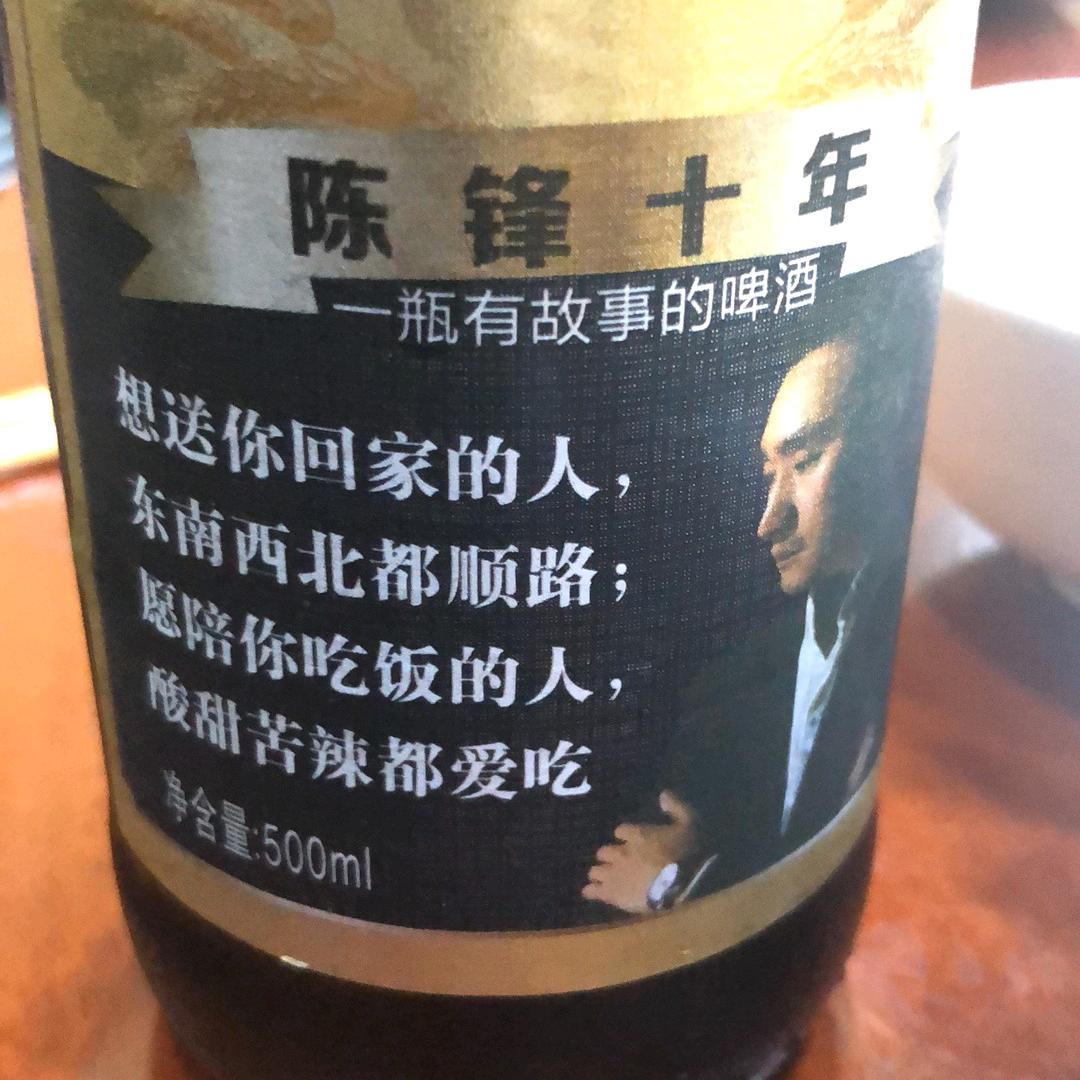 陈锋十年
一瓶有故事的啤酒
想送你回家的人，
东南西北都顺路；
愿陪你吃饭的人，
酸甜苦辣都爱吃
净含量:500ml